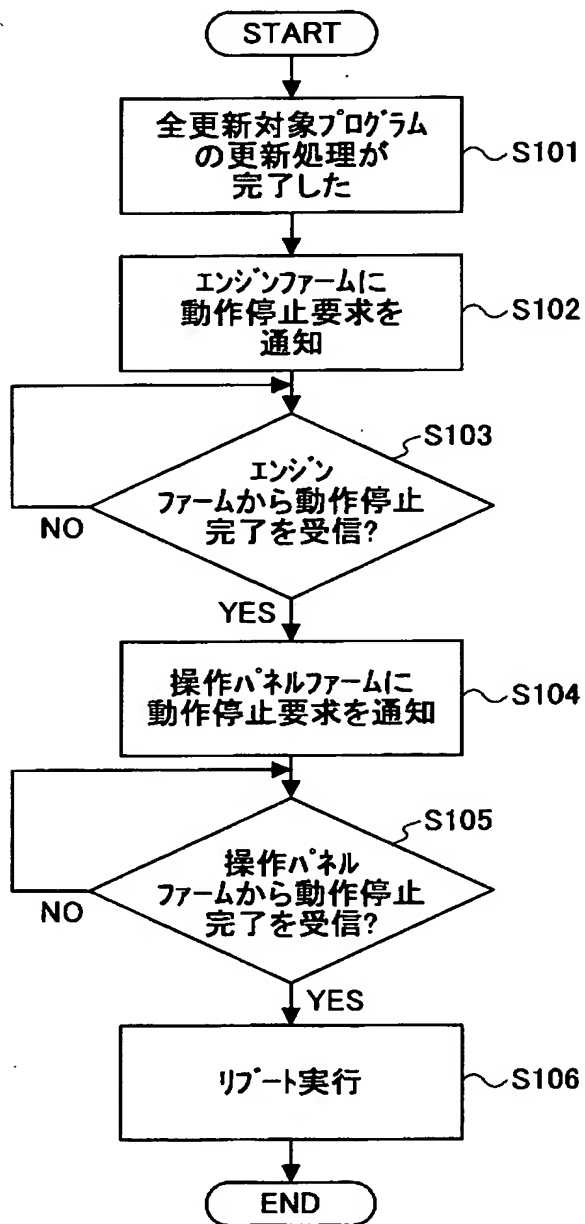 START
全更新対象プログラム
の更新処理が
完了した
S101
エンジンファームに
動作停止要求を
通知
S102
S103
エンジン
ファームから動作停止
完了を受信?
NO
YES
操作パネルファームに
動作停止要求を通知
S104
S105
操作パネル
ファームから動作停止
完了を受信?
NO
YES
リブート実行
S106
END